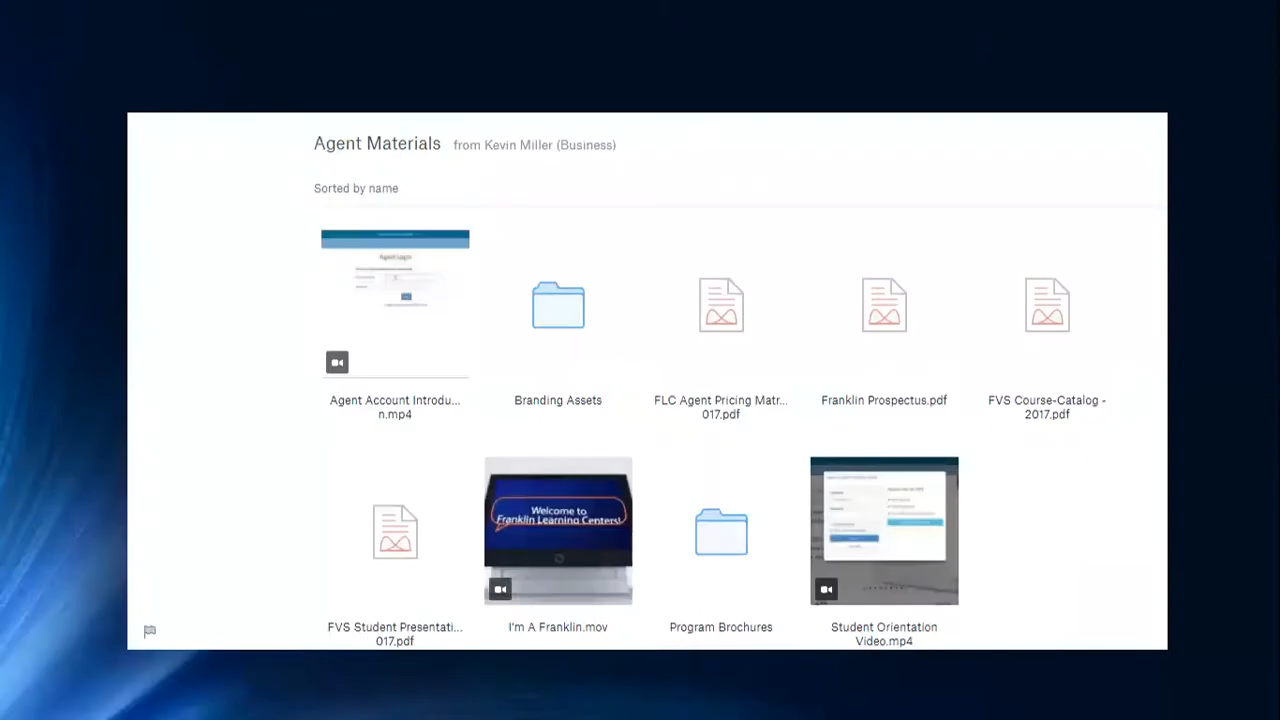 Agent Materials from Kevin Miller (Business)
Sorted by name
Agent Login
Agent Account Introdu...
n.mp4
Branding Assets
FLC Agent Pricing Matr...
017.pdf
Franklin Prospectus.pdf
FVS Course-Catalog -
2017.pdf
Welcome to
Franklin Learning Centers!
FVS Student Presentati...
017.pdf
I'm A Franklin.mov
Program Brochures
Student Orientation
Video.mp4